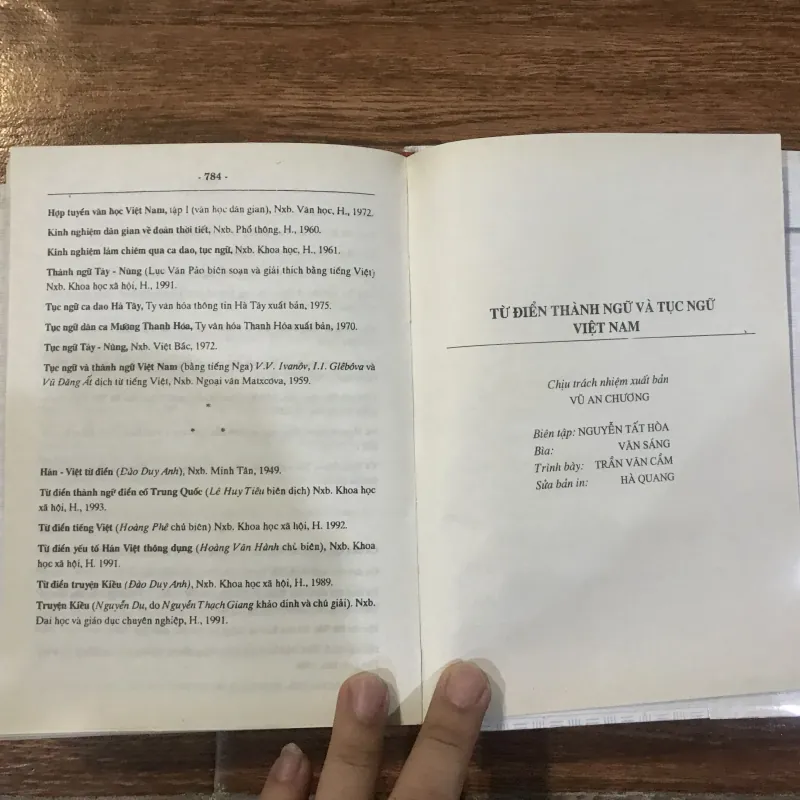 - 784 -
Hợp tuyển văn học Việt Nam, tập I (văn học dân gian), Nxb. Văn học, H., 1972.
Kinh nghiệm dân gian về đoán thời tiết, Nxb. Phổ thông, H., 1960.
Kinh nghiệm làm chiêm qua ca dao, tục ngữ, Nxb. Khoa học, H., 1961.
Thành ngữ Tày - Nùng (Lục Văn Pảo biên soạn và giải thích bằng tiếng Việt)
Nxb. Khoa học xã hội, H., 1991.
Tục ngữ ca dao Hà Tây, Ty văn hóa thông tin Hà Tây xuất bản, 1975.
Tục ngữ dân ca Mường Thanh Hóa, Ty văn hóa Thanh Hóa xuất bản, 1970.
Tục ngữ Tày - Nùng, Nxb. Việt Bắc, 1972.
Tục ngữ và thành ngữ Việt Nam (bằng tiếng Nga) V.V. Ivanôv, I.I. Glêbôva và
Vũ Đăng Ất dịch từ tiếng Việt, Nxb. Ngoại văn Matxcơva, 1959.
*
* *
Hán - Việt từ điển (Đào Duy Anh), Nxb. Minh Tân, 1949.
Từ điển thành ngữ điển cố Trung Quốc (Lê Huy Tiêu biên dịch) Nxb. Khoa học
xã hội, H., 1993.
Từ điển tiếng Việt (Hoàng Phê chủ biên) Nxb. Khoa học xã hội, H. 1992.
Từ điển yếu tố Hán Việt thông dụng (Hoàng Văn Hành chủ biên), Nxb. Khoa
học xã hội, H. 1991.
Từ điển truyện Kiều (Đào Duy Anh), Nxb. Khoa học xã hội, H., 1989.
Truyện Kiều (Nguyễn Du, do Nguyễn Thạch Giang khảo đính và chú giải). Nxb.
Đại học và giáo dục chuyên nghiệp, H., 1991.
TỪ ĐIỂN THÀNH NGỮ VÀ TỤC NGỮ
VIỆT NAM
Chịu trách nhiệm xuất bản
VŨ AN CHƯƠNG
Biên tập: NGUYỄN TẤT HÒA
Bìa: VĂN SÁNG
Trình bày: TRẦN VĂN CẦM
Sửa bản in: HÀ QUANG